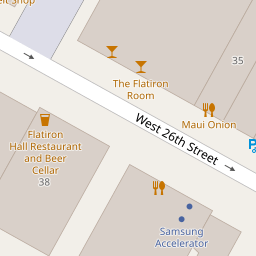 The Flatiron
Room
35
Maui Onion
West 26th Street
Flatiron
Hall Restaurant
and Beer
Cellar
38
Samsung
Accelerator